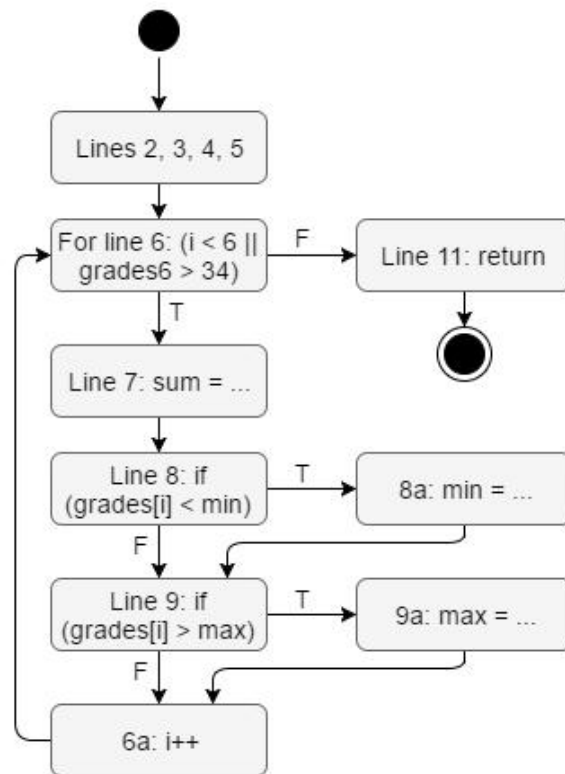 Lines 2, 3, 4, 5
For line 6: (i < 6 ||
grades6 > 34)
F
Line 11: return
T
Line 7: sum = ...
Line 8: if
(grades[i] < min)
T
8a: min = ...
F
Line 9: if
(grades[i] > max)
T
9a: max = ...
F
6a: i++